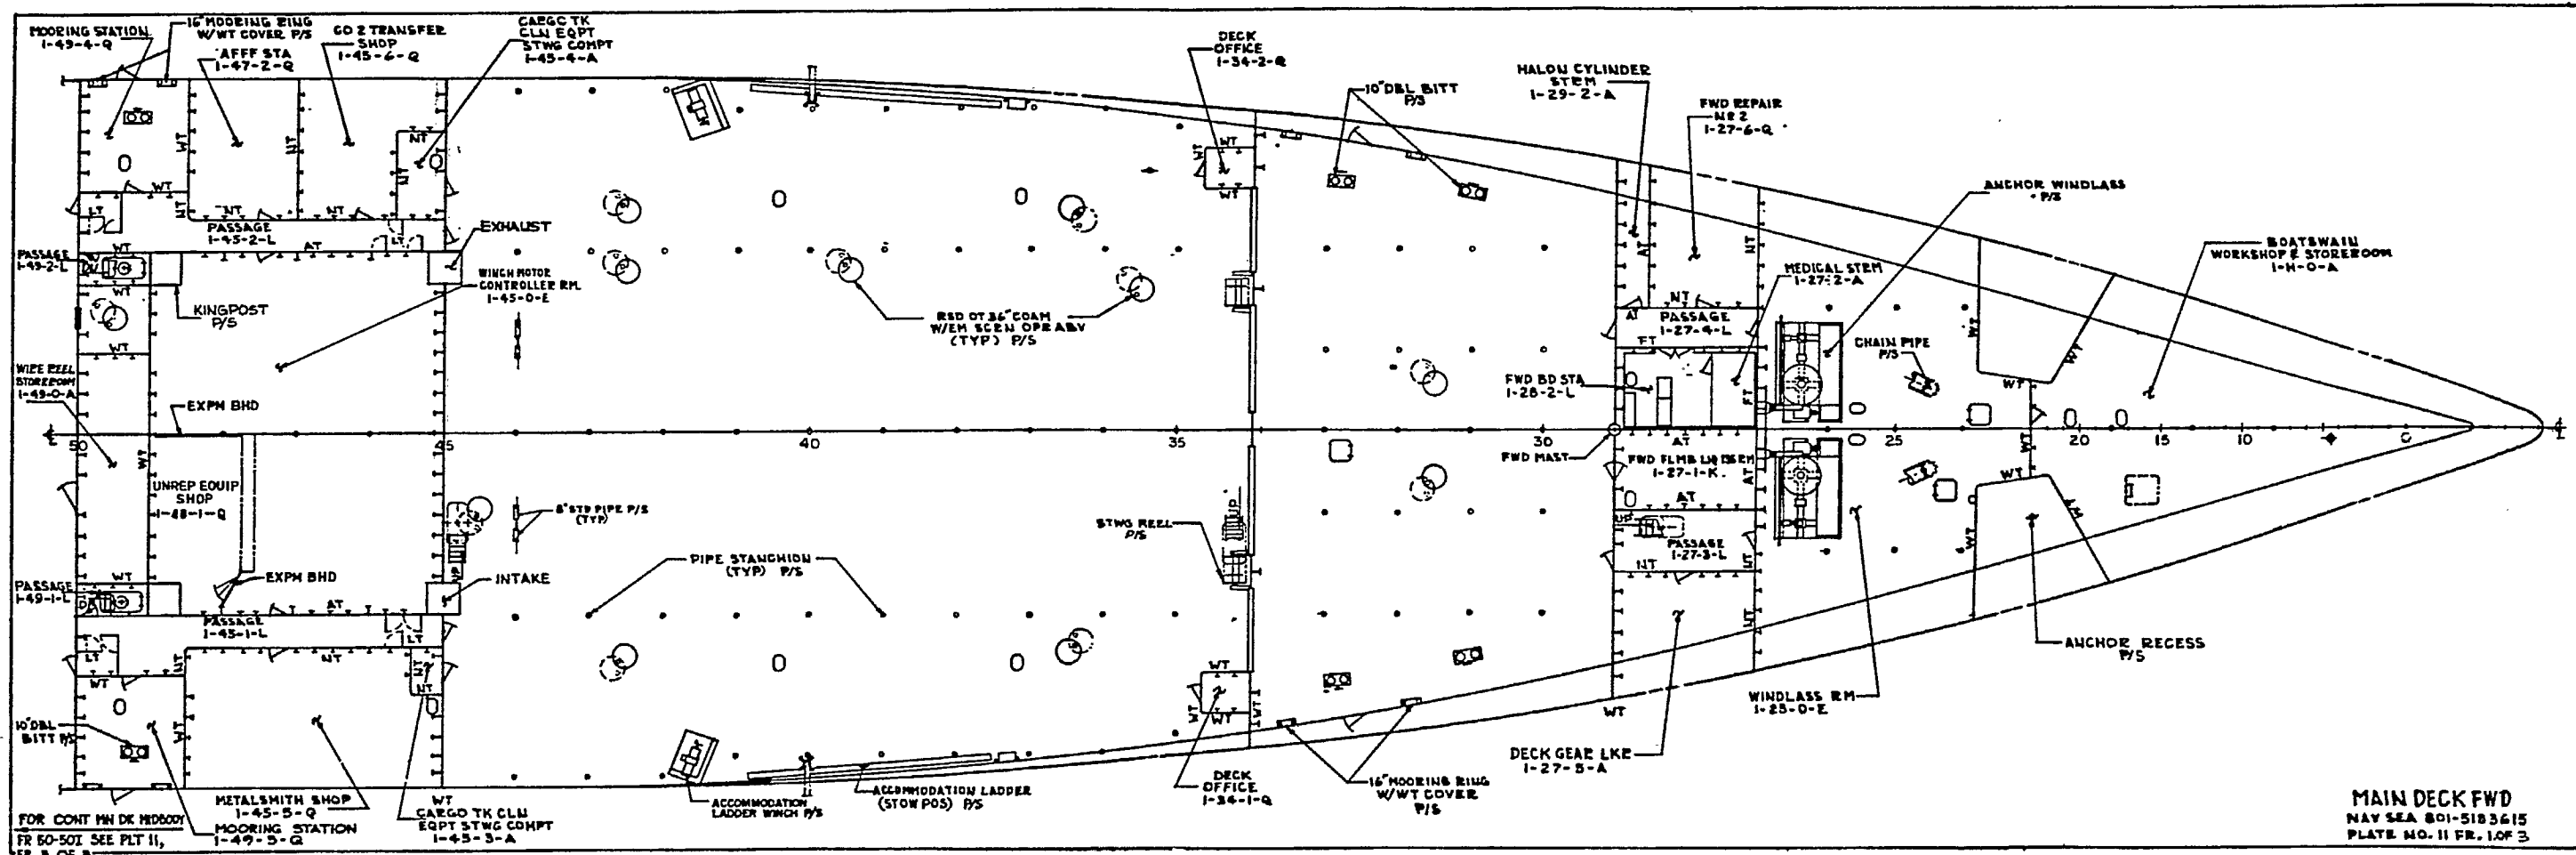 MOORING STATION
1-49-4-Q
16" MOORING RING
W/WT COVER P/S
AFFF STA
1-47-2-Q
CO 2 TRANSFER
SHOP
1-45-6-Q
CARGO TK
CLN EQPT
STWG COMPT
1-45-4-A
DECK
OFFICE
1-34-2-Q
10" DBL BITT
P/S
HALON CYLINDER
STRM
1-29-2-A
FWD REPAIR
NR 2
1-27-6-Q
ANCHOR WINDLASS
P/S
BOATSWAIN
WORKSHOP & STOREROOM
1-H-0-A
PASSAGE
1-45-2-L
EXHAUST
PASSAGE
1-49-2-L
KINGPOST
P/S
WINCH MOTOR
CONTROLLER RM
1-45-0-E
RSD OT 36" COAM
W/EM SCEN OPR ABV
(TYP) P/S
PASSAGE
1-27-4-L
MEDICAL STRM
1-27-2-A
CHAIN PIPE
P/S
WIRE REEL
STOREROOM
1-49-0-A
EXPM BHD
FWD BD STA
1-28-2-L
50
45
40
35
30
25
20
15
10
0
FWD MAST
FWD FLMB LIQ ISS RM
1-27-1-K
UNREP EQUIP
SHOP
1-48-1-Q
8" STD PIPE P/S
(TYP)
STWG REEL
P/S
PASSAGE
1-27-3-L
PIPE STANCHION
(TYP) P/S
EXPM BHD
INTAKE
PASSAGE
1-49-1-L
PASSAGE
1-45-1-L
ANCHOR RECESS
P/S
WINDLASS RM
1-25-0-E
10" DBL
BITT P/S
DECK GEAR LKR
1-27-5-A
METALSMITH SHOP
1-45-5-Q
MOORING STATION
1-49-5-Q
WT
CARGO TK CLN
EQPT STWG COMPT
1-45-3-A
ACCOMMODATION
LADDER WINCH P/S
ACCOMMODATION LADDER
(STOW POS) P/S
DECK
OFFICE
1-34-1-Q
16" MOORING RING
W/WT COVER
P/S
FOR CONT MN DK MIDBODY
FR 50-501 SEE PLT 11,
MAIN DECK FWD
NAV SEA 801-5183615
PLATE NO. 11 FR. 1 OF 3